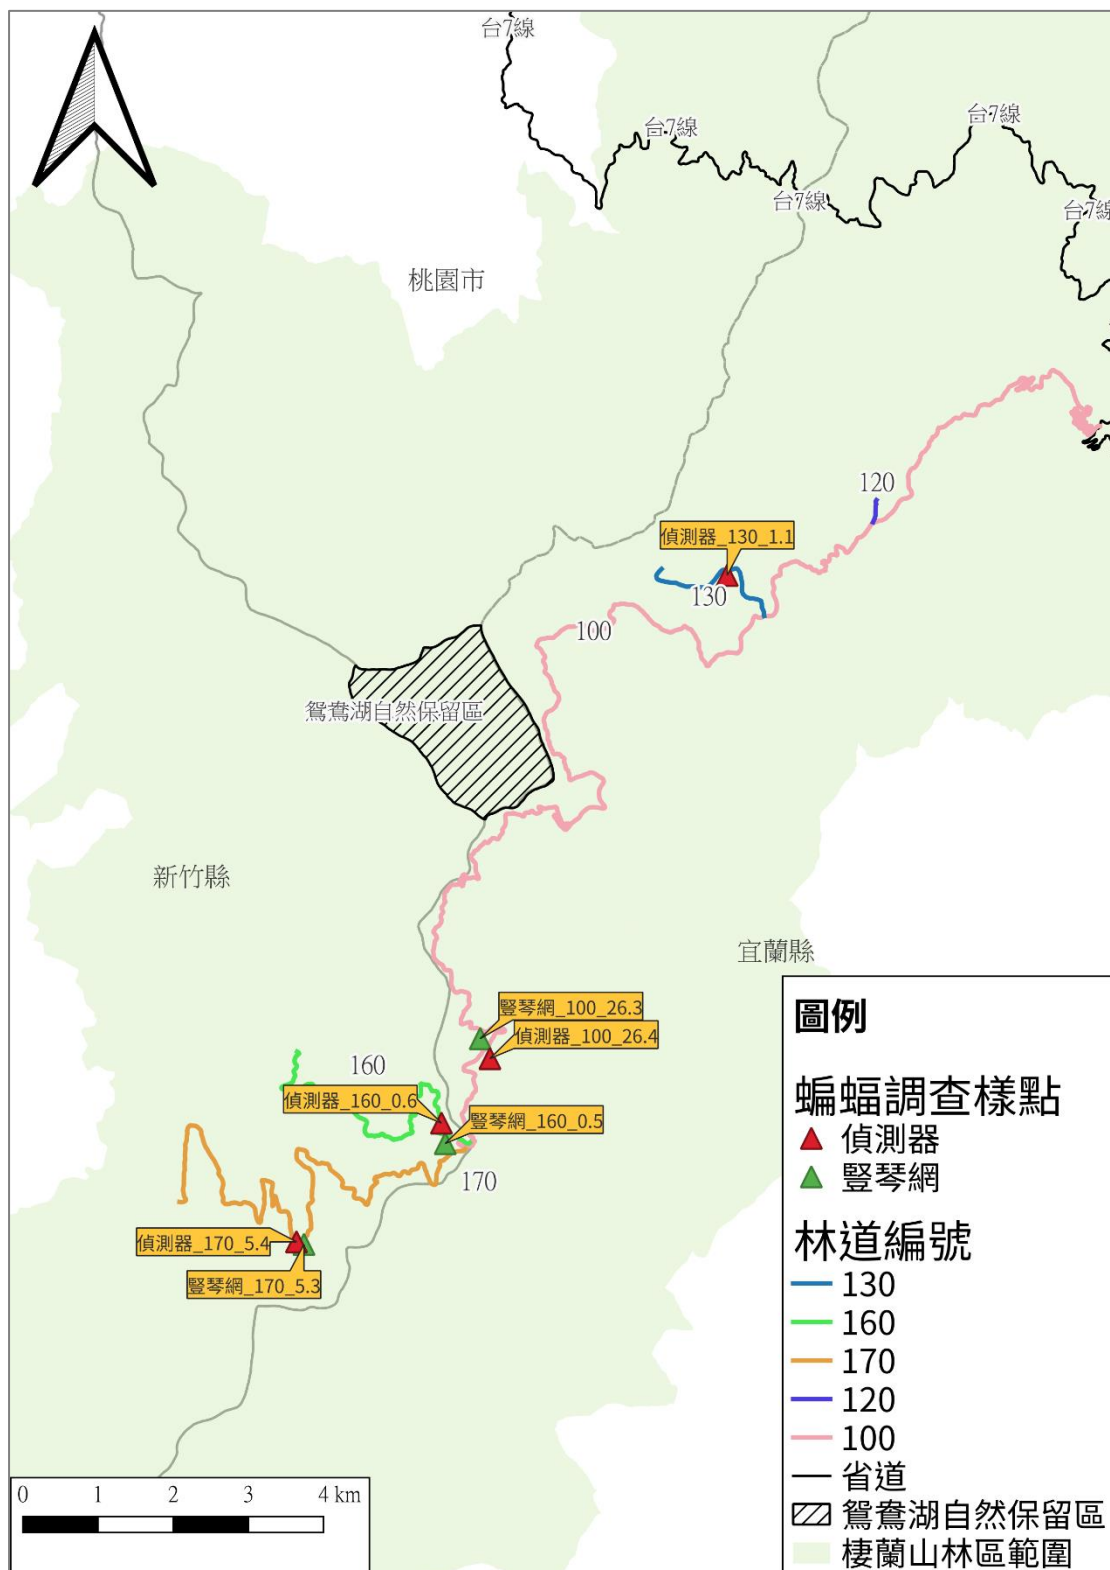 台7線
台7線
台7線
台7線
台7線
桃園市
120
偵測器_130_1.1
130
100
鴛鴦湖自然保留區
新竹縣
宜蘭縣
豎琴網_100_26.3
偵測器_100_26.4
160
偵測器_160_0.6
豎琴網_160_0.5
170
偵測器_170_5.4
豎琴網_170_5.3
圖例
蝙蝠調查樣點
偵測器
豎琴網
林道編號
130
160
170
120
100
省道
鴛鴦湖自然保留區
棲蘭山林區範圍
0 1 2 3 4 km